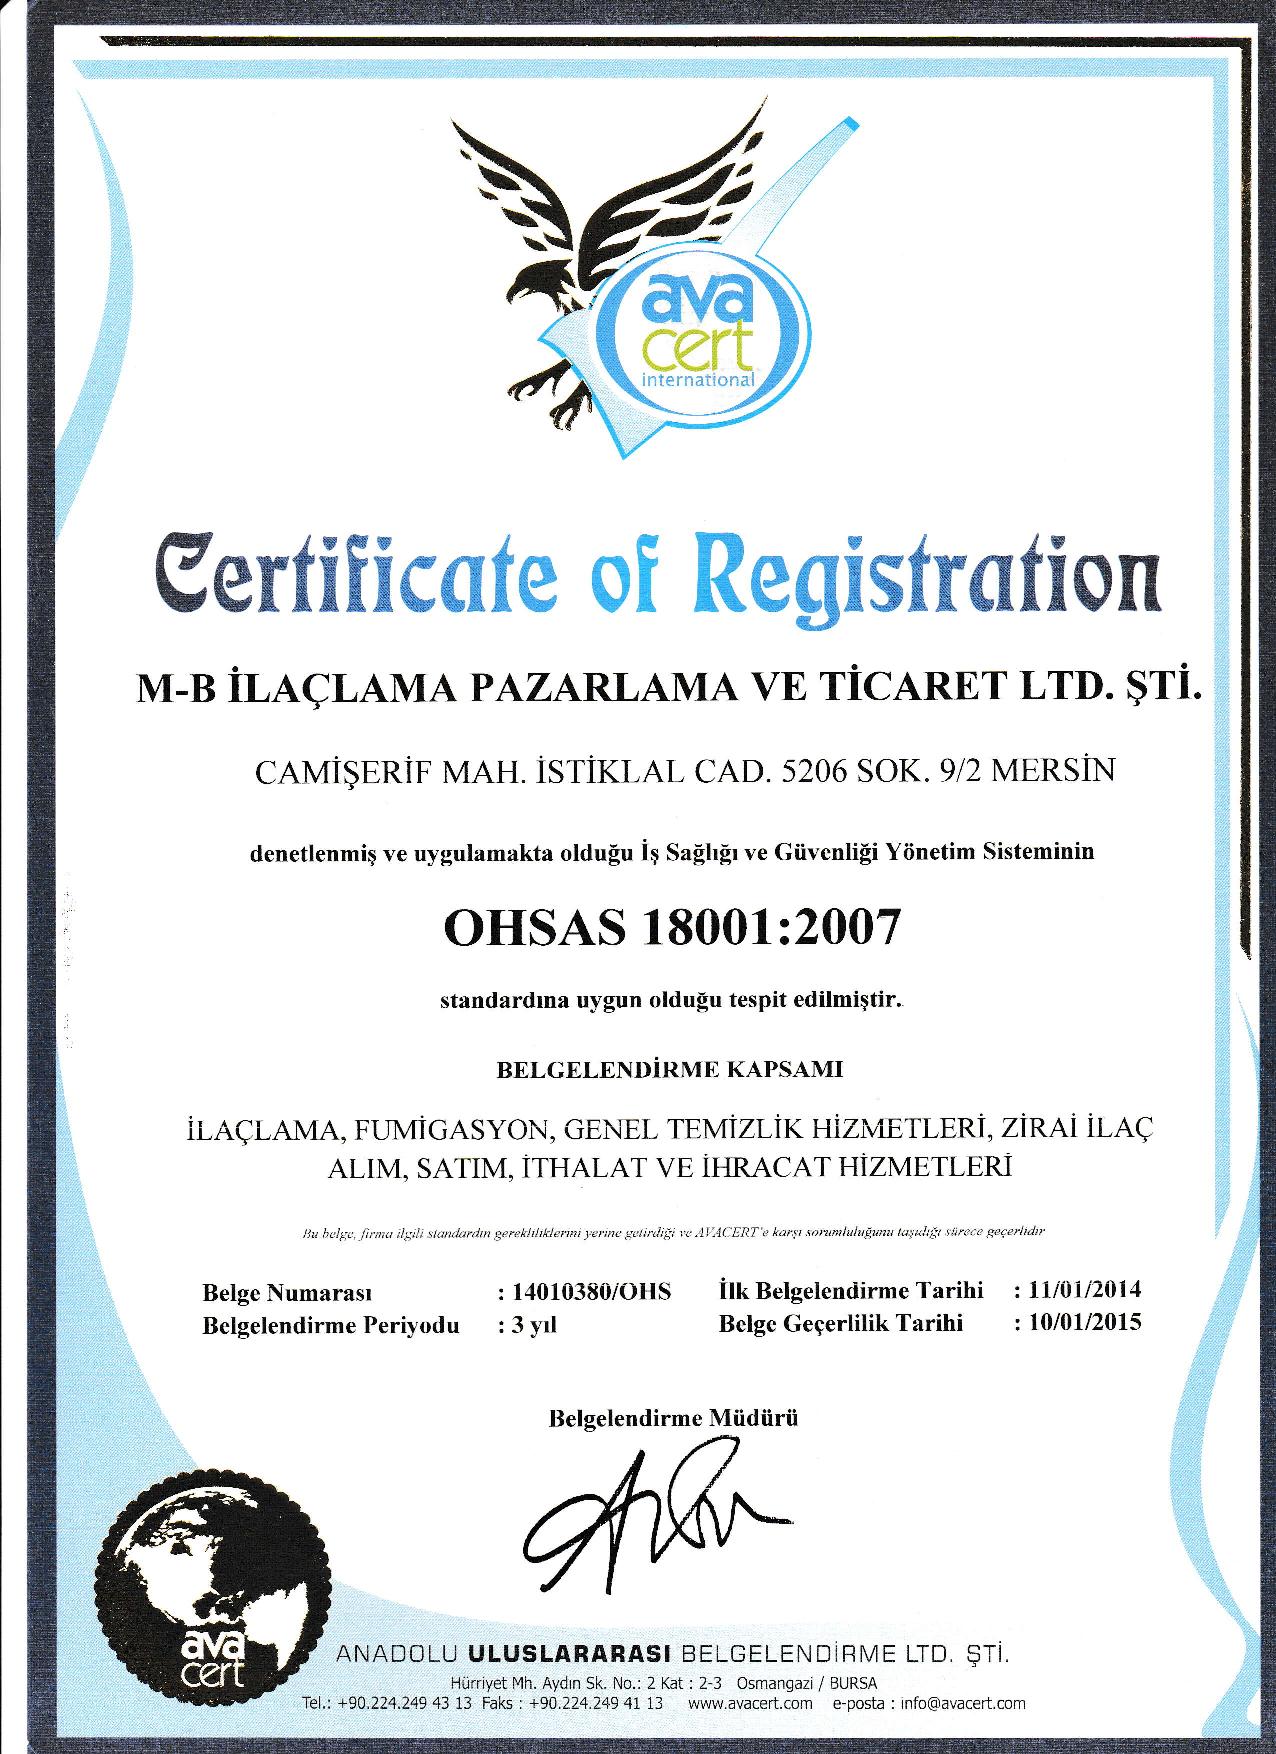 ava
cert
international
Certificate of Registration
M-B İLAÇLAMA PAZARLAMA VE TİCARET LTD. ŞTİ.
CAMİŞERİF MAH. İSTİKLAL CAD. 5206 SOK. 9/2 MERSİN
denetlenmiş ve uygulamakta olduğu İş Sağlığı ve Güvenliği Yönetim Sisteminin
OHSAS 18001:2007
standardına uygun olduğu tespit edilmiştir.
BELGELENDİRME KAPSAMI
İLAÇLAMA, FUMİGASYON, GENEL TEMİZLİK HİZMETLERİ, ZİRAİ İLAÇ
ALIM, SATIM, İTHALAT VE İHRACAT HİZMETLERİ
Bu belge, firma ilgili standardın gerekliliklerini yerine getirdiği ve AVACERT'e karşı sorumluluğunu taşıdığı sürece geçerlidir
Belge Numarası : 14010380/OHS İlk Belgelendirme Tarihi : 11/01/2014
Belgelendirme Periyodu : 3 yıl Belge Geçerlilik Tarihi : 10/01/2015
Belgelendirme Müdürü
ava
cert
ANADOLU ULUSLARARASI BELGELENDİRME LTD. ŞTİ.
Hürriyet Mh. Aydın Sk. No.: 2 Kat : 2-3 Osmangazi / BURSA
Tel.: +90.224.249 43 13 Faks : +90.224.249 41 13 www.avacert.com e-posta : info@avacert.com